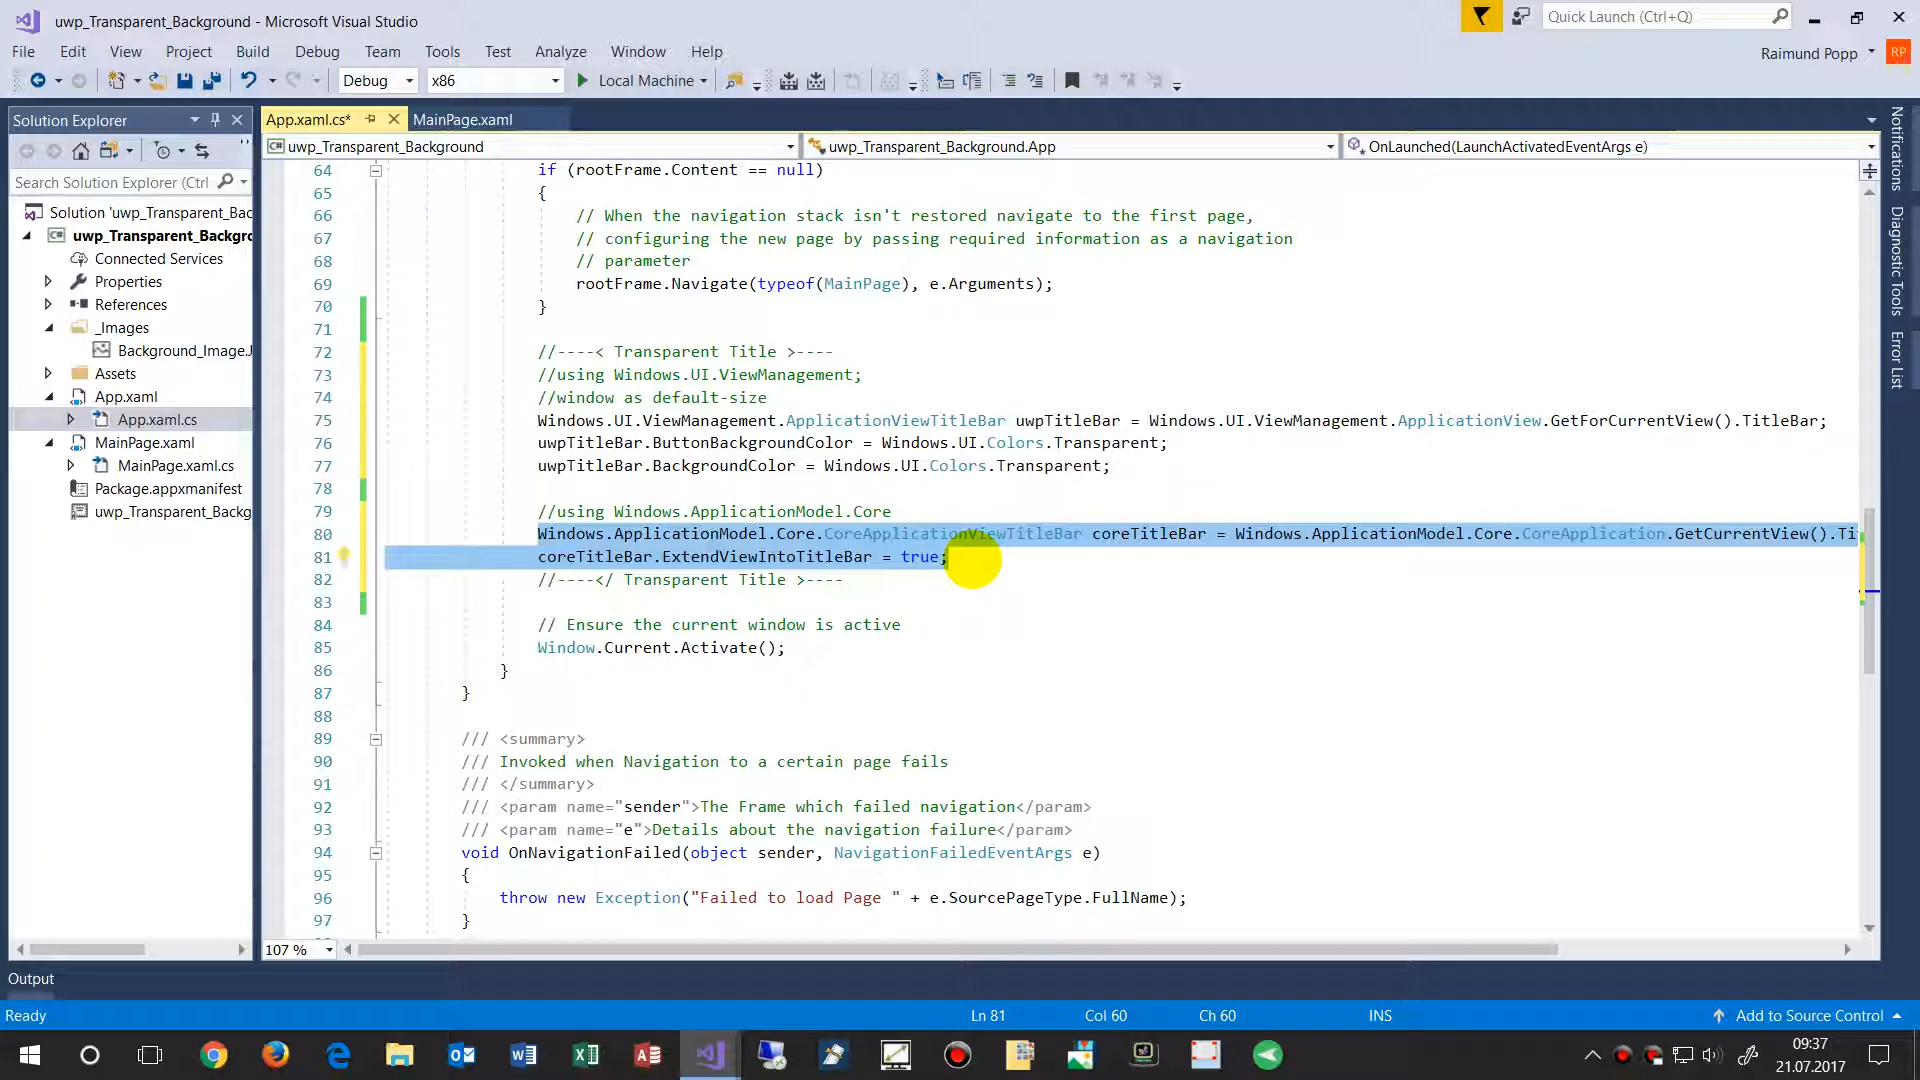 uwp_Transparent_Background - Microsoft Visual Studio
Quick Launch (Ctrl+Q)
File Edit View Project Build Debug Team Tools Test Analyze Window Help
Raimund Popp RP
Debug x86 Local Machine
Solution Explorer
App.xaml.cs* MainPage.xaml
uwp_Transparent_Background uwp_Transparent_Background.App OnLaunched(LaunchActivatedEventArgs e)
Search Solution Explorer (Ctrl
Solution 'uwp_Transparent_Bac
uwp_Transparent_Backgro
Connected Services
Properties
References
_Images
Background_Image.J
Assets
App.xaml
App.xaml.cs
MainPage.xaml
MainPage.xaml.cs
Package.appxmanifest
uwp_Transparent_Backg
64 if (rootFrame.Content == null)
65 {
66 // When the navigation stack isn't restored navigate to the first page,
67 // configuring the new page by passing required information as a navigation
68 // parameter
69 rootFrame.Navigate(typeof(MainPage), e.Arguments);
70 }
71
72 //----< Transparent Title >----
73 //using Windows.UI.ViewManagement;
74 //window as default-size
75 Windows.UI.ViewManagement.ApplicationViewTitleBar uwpTitleBar = Windows.UI.ViewManagement.ApplicationView.GetForCurrentView().TitleBar;
76 uwpTitleBar.ButtonBackgroundColor = Windows.UI.Colors.Transparent;
77 uwpTitleBar.BackgroundColor = Windows.UI.Colors.Transparent;
78
79 //using Windows.ApplicationModel.Core
80 Windows.ApplicationModel.Core.CoreApplicationViewTitleBar coreTitleBar = Windows.ApplicationModel.Core.CoreApplication.GetCurrentView().Ti
81 coreTitleBar.ExtendViewIntoTitleBar = true;
82 //----</ Transparent Title >----
83
84 // Ensure the current window is active
85 Window.Current.Activate();
86 }
87 }
88
89 /// <summary>
90 /// Invoked when Navigation to a certain page fails
91 /// </summary>
92 /// <param name="sender">The Frame which failed navigation</param>
93 /// <param name="e">Details about the navigation failure</param>
94 void OnNavigationFailed(object sender, NavigationFailedEventArgs e)
95 {
96 throw new Exception("Failed to load Page " + e.SourcePageType.FullName);
97 }
107 %
Notifications
Diagnostic Tools
Error List
Output
Ready Ln 81 Col 60 Ch 60 INS Add to Source Control
09:37
21.07.2017